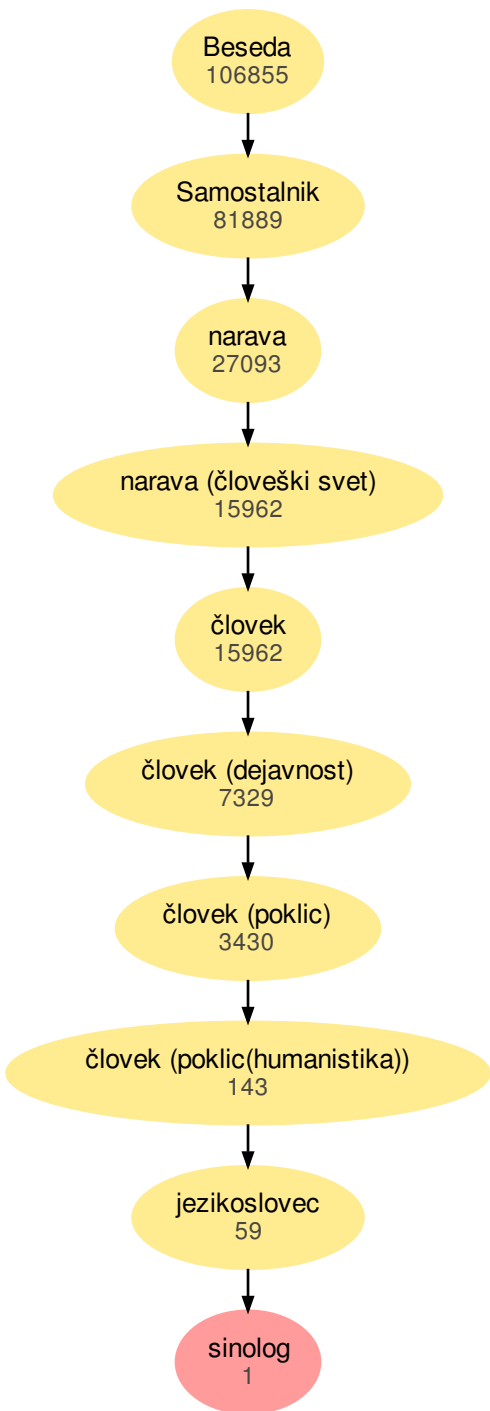 Beseda
106855
Samostalnik
81889
narava
27093
narava (človeški svet)
15962
človek
15962
človek (dejavnost)
7329
človek (poklic)
3430
človek (poklic(humanistika))
143
jezikoslovec
59
sinolog
1